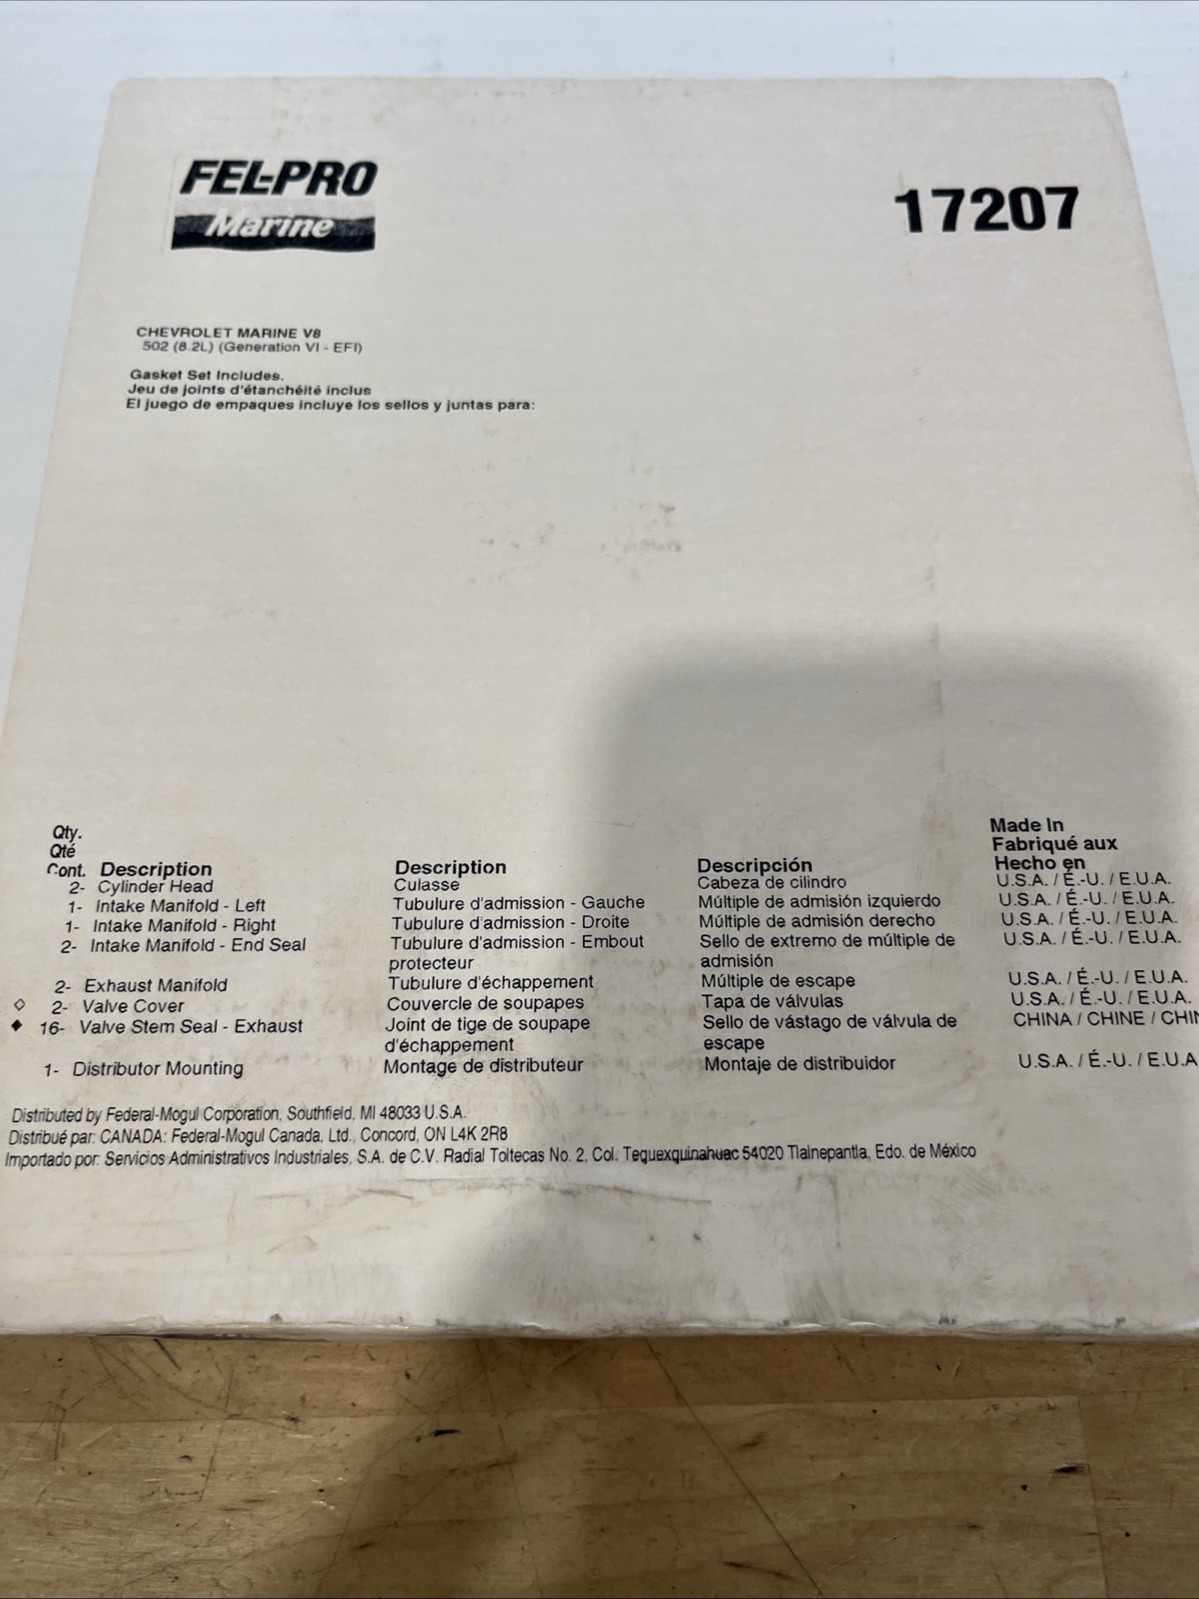 FEL-PRO
Marine
17207
CHEVROLET MARINE V8
502 (8.2L) (Generation VI - EFI)
Gasket Set Includes.
Jeu de joints d'étanchéité inclus
El juego de empaques incluye los sellos y juntas para:
Qty.
Qté
Cont. Description Description Descripción Made In
Fabriqué aux
Hecho en
2- Cylinder Head Culasse Cabeza de cilindro U.S.A. / É.-U. / E.U.A.
1- Intake Manifold - Left Tubulure d'admission - Gauche Múltiple de admisión izquierdo U.S.A. / É.-U. / E.U.A.
1- Intake Manifold - Right Tubulure d'admission - Droite Múltiple de admisión derecho U.S.A. / É.-U. / E.U.A.
2- Intake Manifold - End Seal Tubulure d'admission - Embout Sello de extremo de múltiple de U.S.A. / É.-U. / E.U.A.
protecteur admisión
2- Exhaust Manifold Tubulure d'échappement Múltiple de escape U.S.A. / É.-U. / E.U.A.
◇ 2- Valve Cover Couvercle de soupapes Tapa de válvulas U.S.A. / É.-U. / E.U.A.
◆ 16- Valve Stem Seal - Exhaust Joint de tige de soupape Sello de vástago de válvula de CHINA / CHINE / CHIN
d'échappement escape
1- Distributor Mounting Montage de distributeur Montaje de distribuidor U.S.A. / É.-U. / E.U.A
Distributed by Federal-Mogul Corporation, Southfield, MI 48033 U.S.A.
Distribué par: CANADA: Federal-Mogul Canada, Ltd., Concord, ON L4K 2R8
Importado por: Servicios Administrativos Industriales, S.A. de C.V. Radial Toltecas No. 2, Col. Tequexquinahuac 54020 Tlalnepantla, Edo. de México